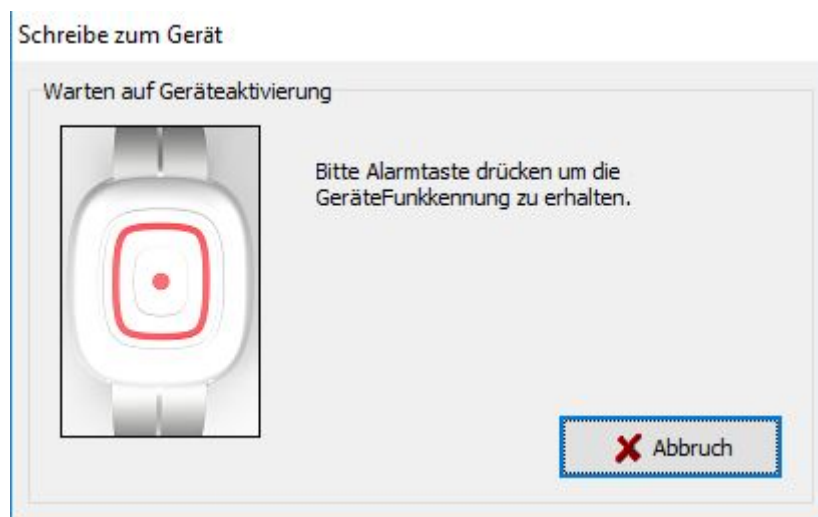 Schreibe zum Gerät
Warten auf Geräteaktivierung
Bitte Alarmtaste drücken um die
GeräteFunkkennung zu erhalten.
Abbruch